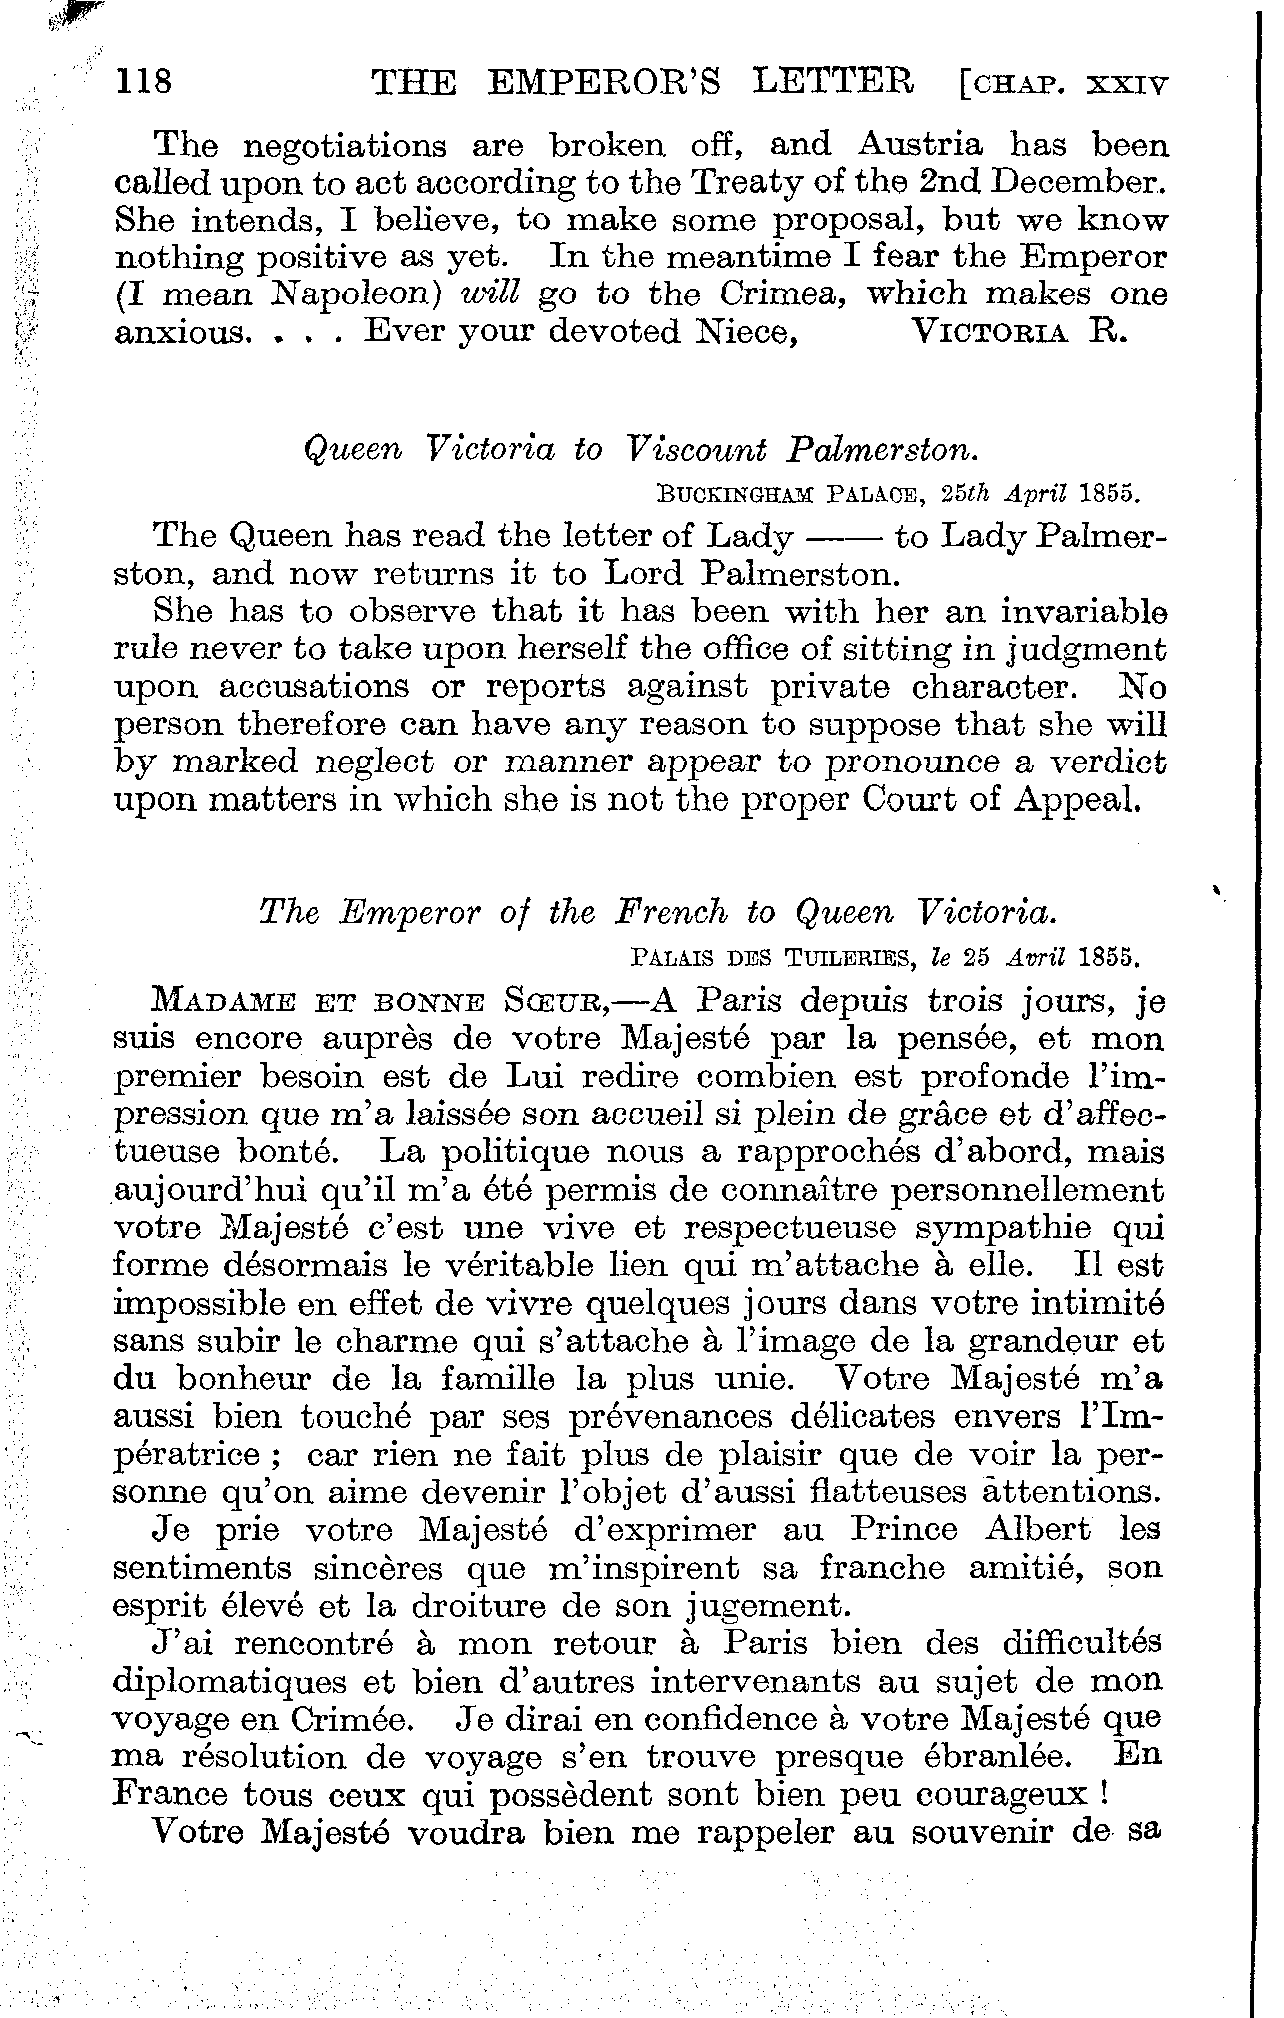 118 THE EMPEROR'S LETTER [CHAP. XXIV
The negotiations are broken off, and Austria has been
called upon to act according to the Treaty of the 2nd December.
She intends, I believe, to make some proposal, but we know
nothing positive as yet. In the meantime I fear the Emperor
(I mean Napoleon) will go to the Crimea, which makes one
anxious. . . . Ever your devoted Niece, VICTORIA R.
Queen Victoria to Viscount Palmerston.
BUCKINGHAM PALACE, 25th April 1855.
The Queen has read the letter of Lady —— to Lady Palmer-
ston, and now returns it to Lord Palmerston.
She has to observe that it has been with her an invariable
rule never to take upon herself the office of sitting in judgment
upon accusations or reports against private character. No
person therefore can have any reason to suppose that she will
by marked neglect or manner appear to pronounce a verdict
upon matters in which she is not the proper Court of Appeal.
The Emperor of the French to Queen Victoria.
PALAIS DES TUILERIES, le 25 Avril 1855.
MADAME ET BONNE SŒUR,—A Paris depuis trois jours, je
suis encore auprès de votre Majesté par la pensée, et mon
premier besoin est de Lui redire combien est profonde l'im-
pression que m'a laissée son accueil si plein de grâce et d'affec-
tueuse bonté. La politique nous a rapprochés d'abord, mais
aujourd'hui qu'il m'a été permis de connaître personnellement
votre Majesté c'est une vive et respectueuse sympathie qui
forme désormais le véritable lien qui m'attache à elle. Il est
impossible en effet de vivre quelques jours dans votre intimité
sans subir le charme qui s'attache à l'image de la grandeur et
du bonheur de la famille la plus unie. Votre Majesté m'a
aussi bien touché par ses prévenances délicates envers l'Im-
pératrice ; car rien ne fait plus de plaisir que de voir la per-
sonne qu'on aime devenir l'objet d'aussi flatteuses attentions.
Je prie votre Majesté d'exprimer au Prince Albert les
sentiments sincères que m'inspirent sa franche amitié, son
esprit élevé et la droiture de son jugement.
J'ai rencontré à mon retour à Paris bien des difficultés
diplomatiques et bien d'autres intervenants au sujet de mon
voyage en Crimée. Je dirai en confidence à votre Majesté que
ma résolution de voyage s'en trouve presque ébranlée. En
France tous ceux qui possèdent sont bien peu courageux !
Votre Majesté voudra bien me rappeler au souvenir de sa